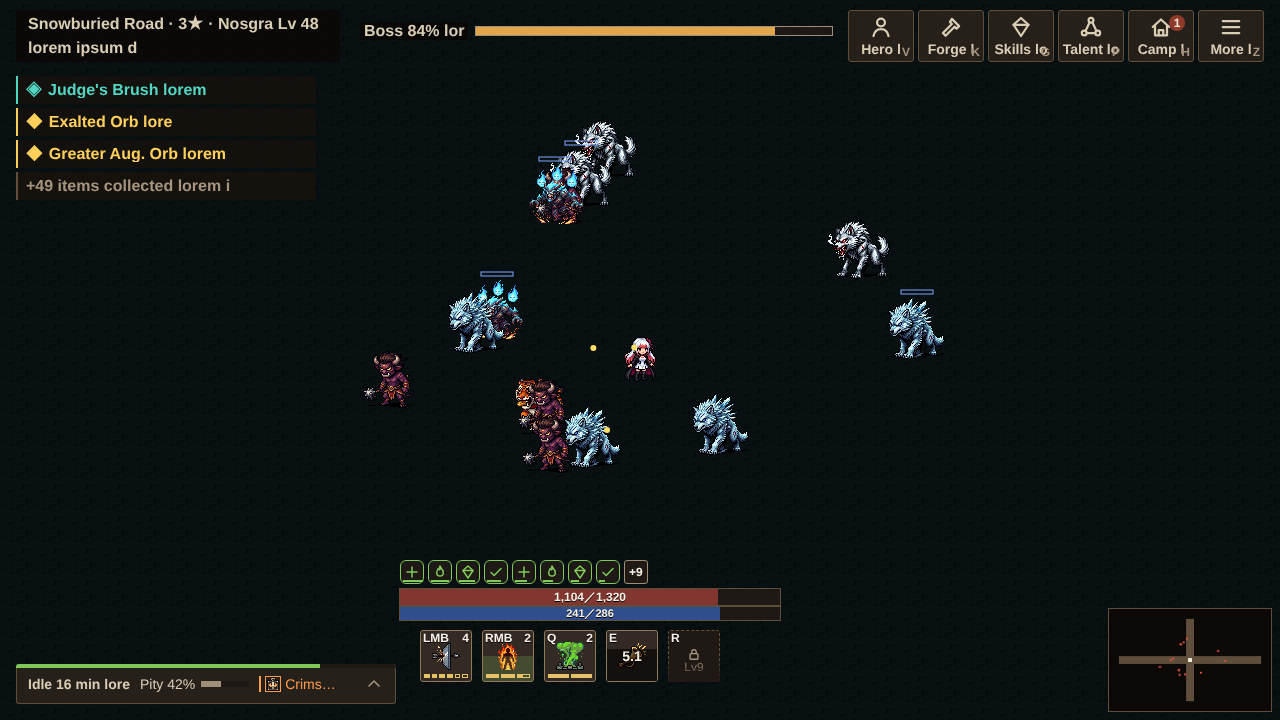 Snowburied Road · 3★ · Nosgra Lv 48
lorem ipsum d
Boss 84% lor
Hero l V
Forge l K
Skills lo G
Talent lo P
Camp l H
1
More l Z
Judge's Brush lorem
Exalted Orb lore
Greater Aug. Orb lorem
+49 items collected lorem i
+9
1,104／1,320
241／286
LMB 4
RMB 2
Q 2
E
5.1
R
Lv9
Idle 16 min lore Pity 42% Crims…